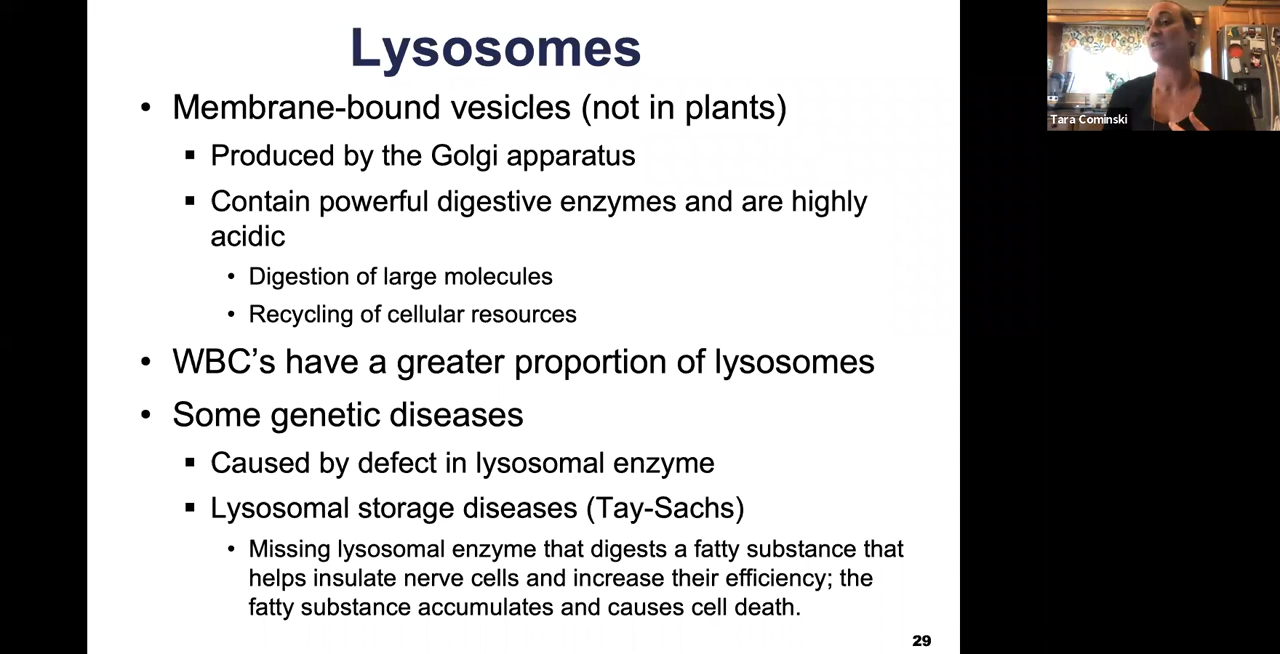 Lysosomes
• Membrane-bound vesicles (not in plants)
▪ Produced by the Golgi apparatus
▪ Contain powerful digestive enzymes and are highly
acidic
• Digestion of large molecules
• Recycling of cellular resources
• WBC’s have a greater proportion of lysosomes
• Some genetic diseases
▪ Caused by defect in lysosomal enzyme
▪ Lysosomal storage diseases (Tay-Sachs)
• Missing lysosomal enzyme that digests a fatty substance that
helps insulate nerve cells and increase their efficiency; the
fatty substance accumulates and causes cell death.
29
Tara Cominski